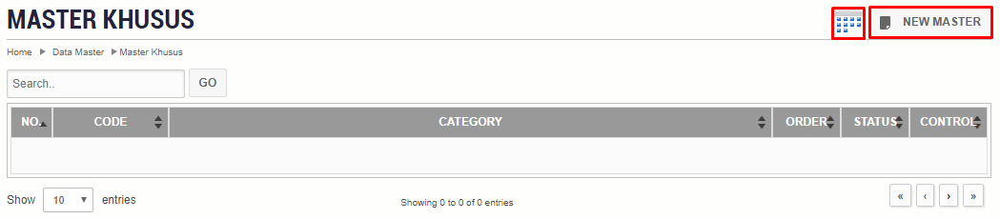 MASTER KHUSUS
NEW MASTER
Home Data Master Master Khusus
Search.. GO
NO. CODE CATEGORY ORDER STATUS CONTROL
Show 10 entries Showing 0 to 0 of 0 entries « ‹ › »